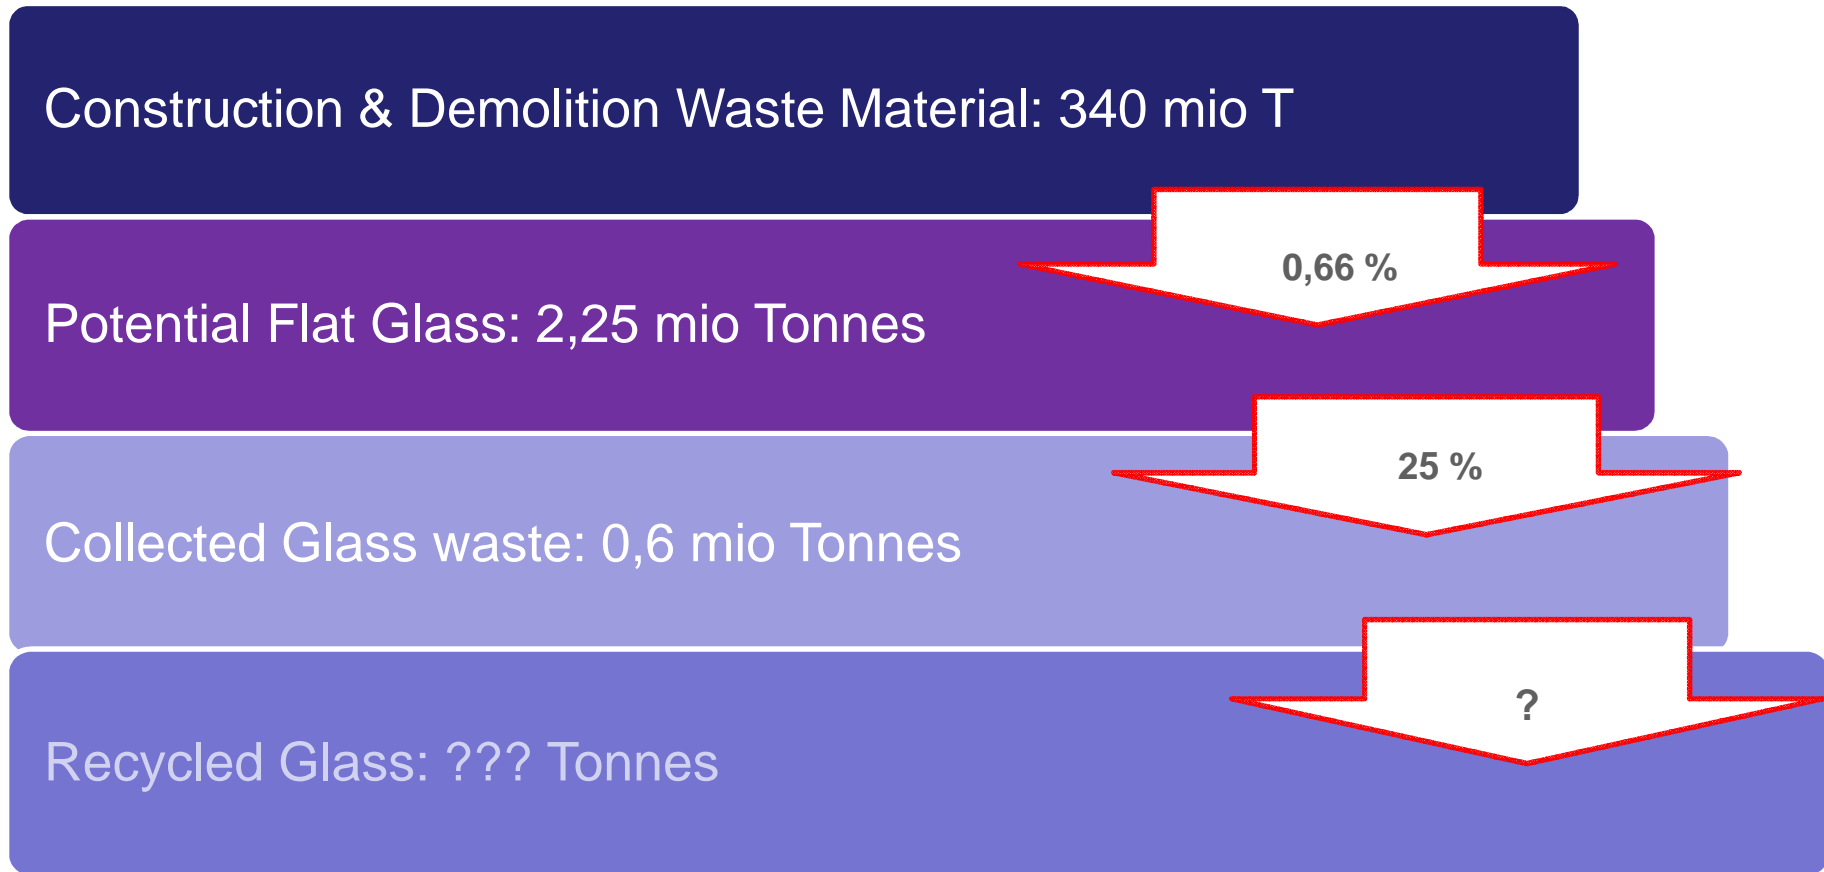 Construction & Demolition Waste Material: 340 mio T
0,66 %
Potential Flat Glass: 2,25 mio Tonnes
25 %
Collected Glass waste: 0,6 mio Tonnes
?
Recycled Glass: ??? Tonnes